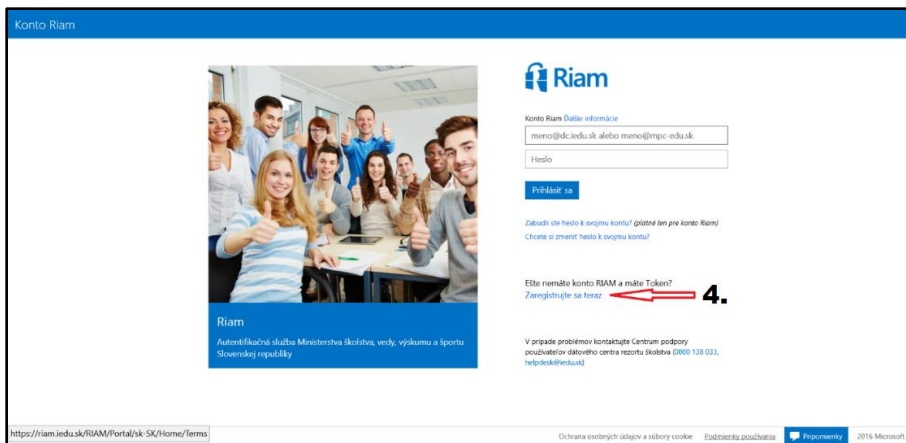 Konto Riam
Riam
Konto Riam Ďalšie informácie
meno@dc.iedu.sk alebo meno@mpc-edu.sk
Heslo
Prihlásiť sa
Zabudli ste heslo k svojmu kontu? (platné len pre konto Riam)
Chcete si zmeniť heslo k svojmu kontu?
Ešte nemáte konto RIAM a máte Token?
Zaregistrujte sa teraz
4.
Riam
Autentifikačná služba Ministerstva školstva, vedy, výskumu a športu
Slovenskej republiky
V prípade problémov kontaktujte Centrum podpory
používateľov dátového centra rezortu školstva (0800 138 033,
helpdesk@iedu.sk)
https://riam.iedu.sk/RIAM/Portal/sk-SK/Home/Terms
Ochrana osobných údajov a súbory cookie Podmienky používania Pripomienky 2016 Microsoft